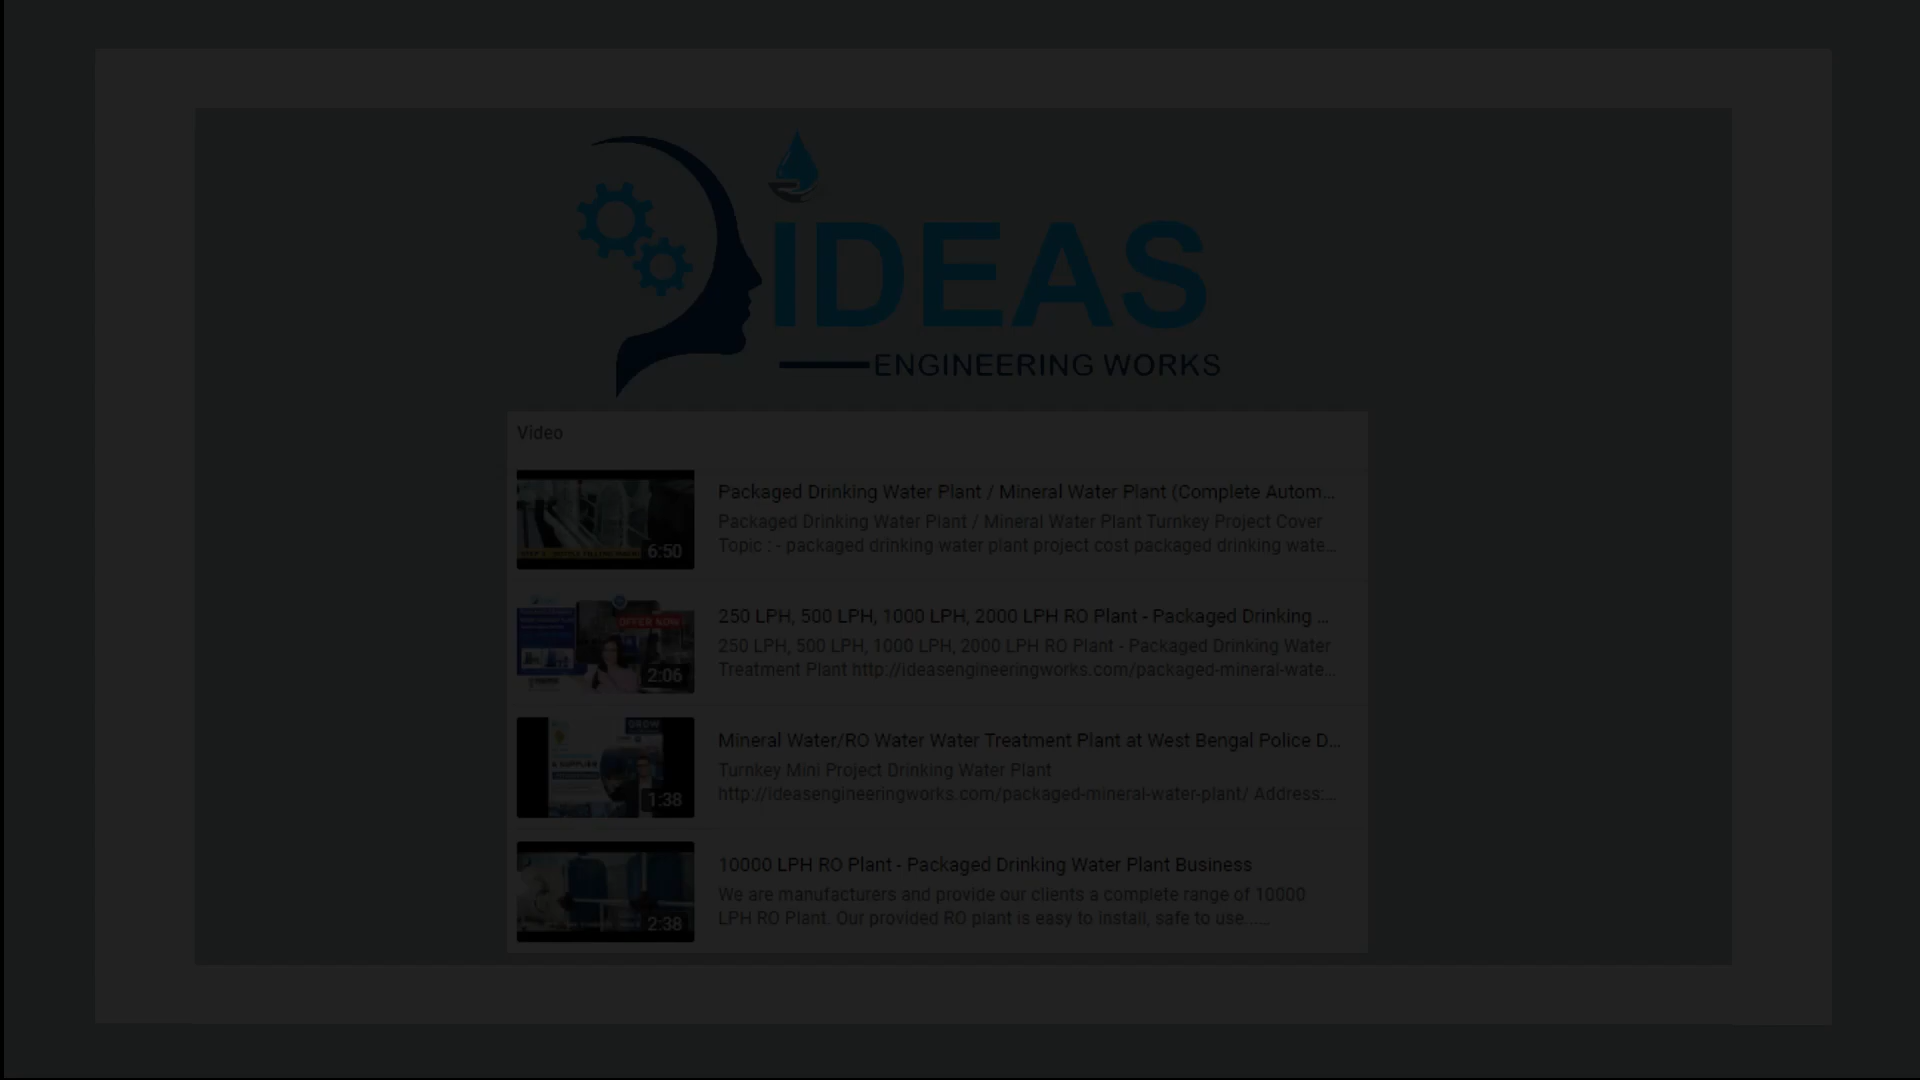 IDEAS
ENGINEERING WORKS
Video
Packaged Drinking Water Plant / Mineral Water Plant (Complete Autom...
Packaged Drinking Water Plant / Mineral Water Plant Turnkey Project Cover
Topic : - packaged drinking water plant project cost packaged drinking wate...
6:50
250 LPH, 500 LPH, 1000 LPH, 2000 LPH RO Plant - Packaged Drinking ...
OFFER NOW
250 LPH, 500 LPH, 1000 LPH, 2000 LPH RO Plant - Packaged Drinking Water
Treatment Plant http://ideasengineeringworks.com/packaged-mineral-wate...
2:06
GROW
Mineral Water/RO Water Water Treatment Plant at West Bengal Police D...
& SUPPLIER
Turnkey Mini Project Drinking Water Plant
http://ideasengineeringworks.com/packaged-mineral-water-plant/ Address:...
1:38
10000 LPH RO Plant - Packaged Drinking Water Plant Business
We are manufacturers and provide our clients a complete range of 10000
LPH RO Plant. Our provided RO plant is easy to install, safe to use......
2:38